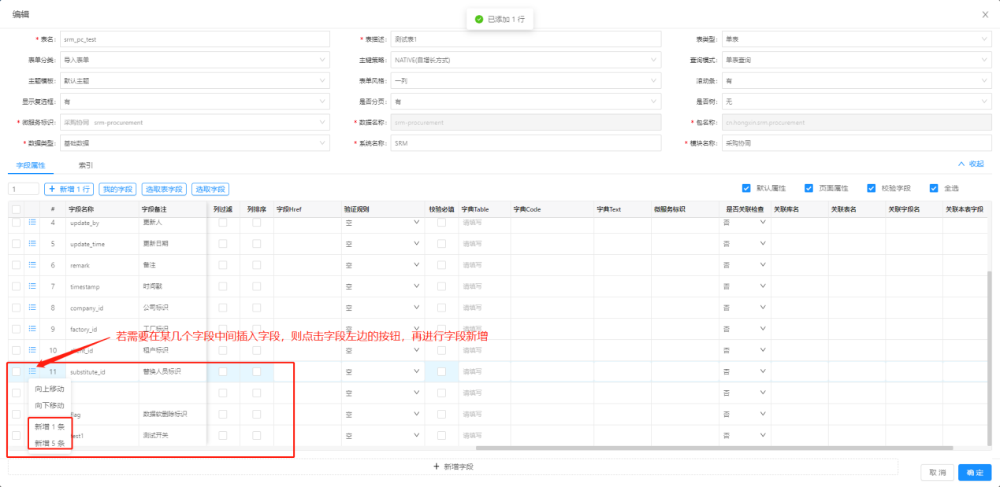 编辑
已添加 1 行
* 表名: srm_pc_test * 表描述: 测试表1 表类型: 单表
表单分类: 导入表单 主键策略: NATIVE(自增长方式) 查询模式: 单表查询
主题模板: 默认主题 表单风格: 一列 滚动条: 有
显示复选框: 有 是否分页: 有 是否树: 无
* 微服务标识: 采购协同 srm-procurement * 数据名称: srm-procurement * 包名称: cn.hongxin.srm.procurement
* 数据类型: 基础数据 * 系统名称: SRM * 模块名称: 采购协同
字段属性 索引 收起
1 + 新增 1 行 我的字段 选取表字段 选取字段 默认属性 页面属性 校验字段 全选
# 字段名称 字段备注 列过滤 列排序 字段Href 验证规则 校验必填 字典Table 字典Code 字典Text 微服务标识 是否关联检查 关联库名 关联表名 关联字段名 关联本表字段
4 update_by 更新人 空 请填写 否
5 update_time 更新日期 空 请填写 否
6 remark 备注 空 请填写 否
7 timestamp 时间戳 空 请填写 否
8 company_id 公司标识 空 请填写 否
9 factory_id 工厂标识 空 请填写 否
若需要在某几个字段中间插入字段，则点击字段左边的按钮，再进行字段新增
10 租户标识 空 请填写 否
11 substitute_id 替换人员标识 空 请填写 否
向上移动 空 请填写 否
向下移动
flag 数据软删除标识 空 请填写 否
新增 1 条
test1 测试开关 空 请填写 否
新增 5 条
+ 新增字段
取 消 确 定